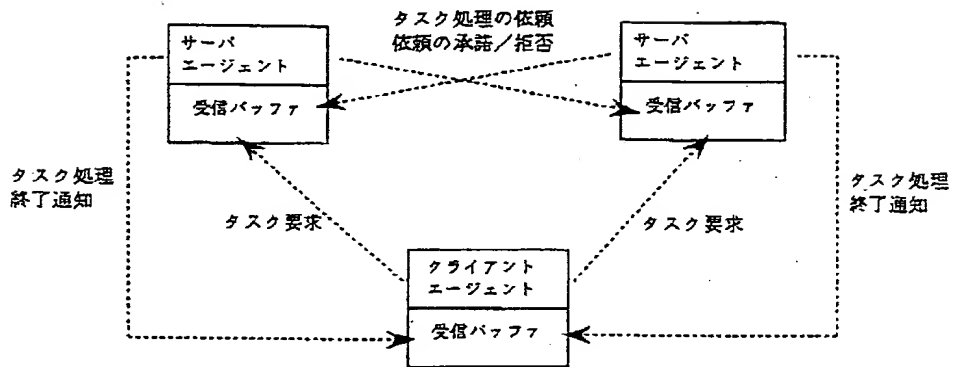 タスク処理の依頼
依頼の承諾/拒否
サーバ
エージェント
受信バッファ
サーバ
エージェント
受信バッファ
タスク処理
終了通知
タスク処理
終了通知
タスク要求
タスク要求
クライアント
エージェント
受信バッファ